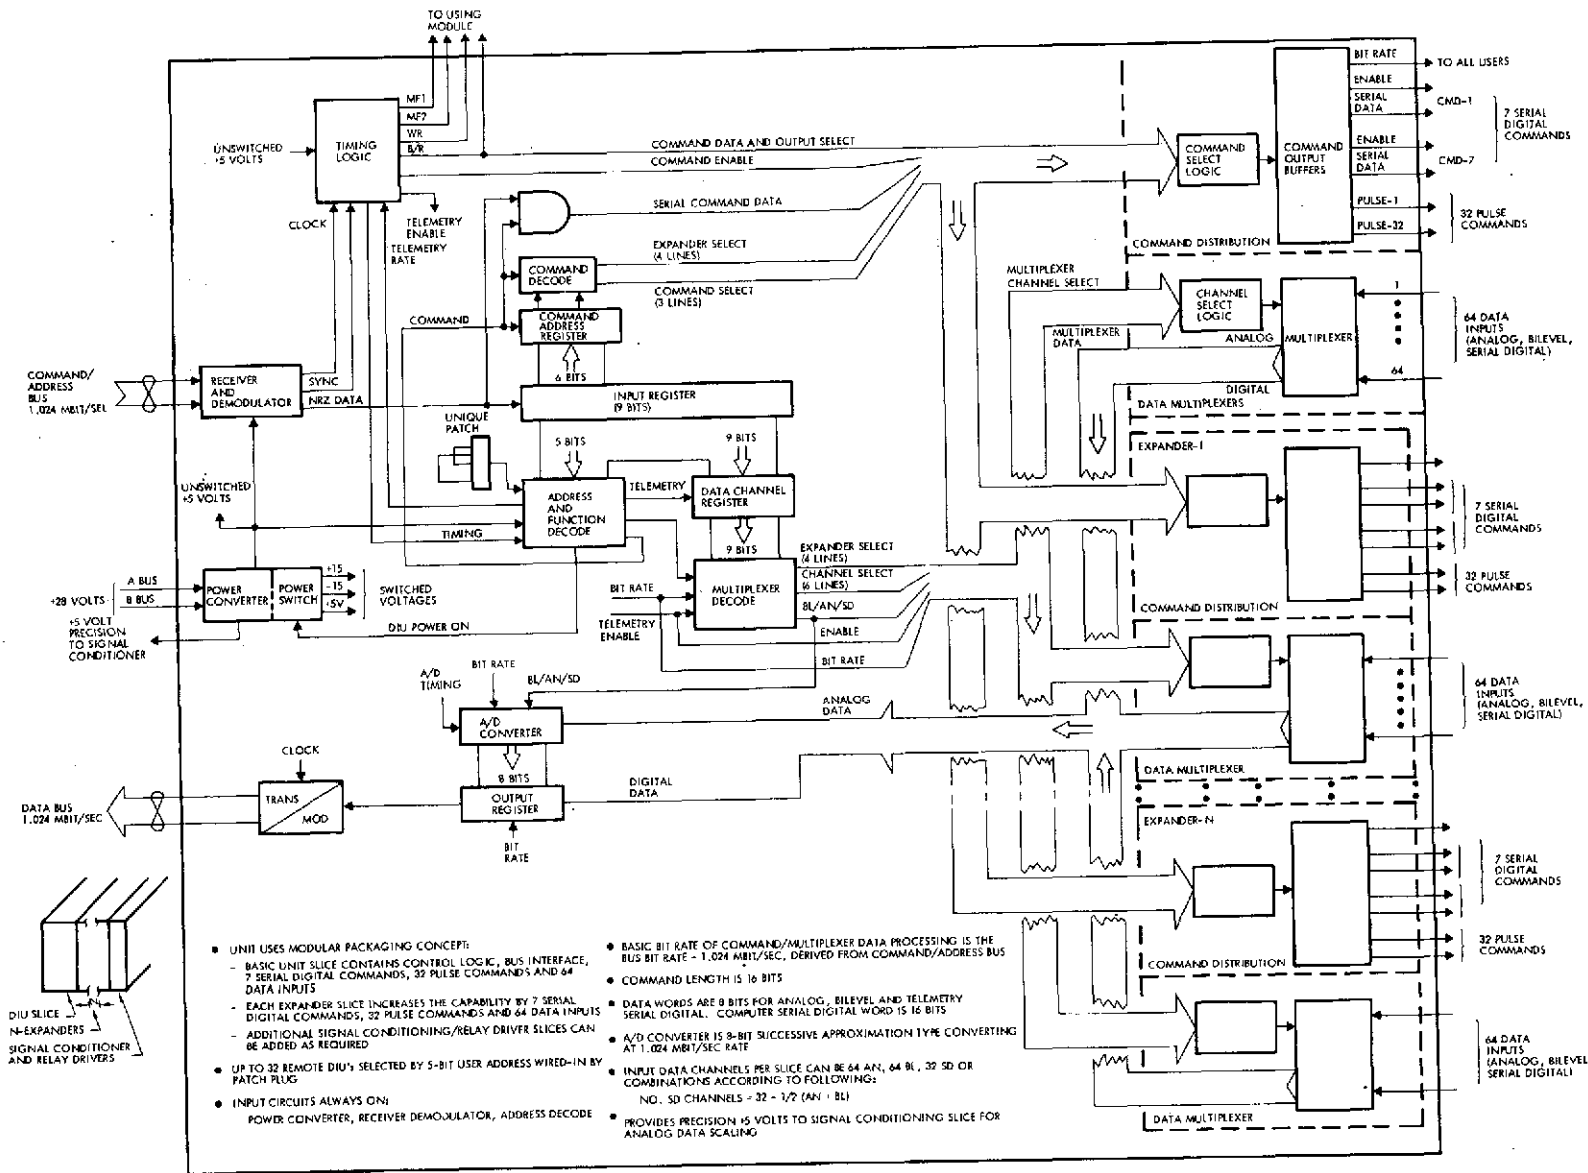 TO USING
MODULE
MF1
MF2
WR
B/R
UNSWITCHED
+5 VOLTS
TIMING
LOGIC
CLOCK
TELEMETRY
ENABLE
TELEMETRY
RATE
COMMAND DATA AND OUTPUT SELECT
COMMAND ENABLE
SERIAL COMMAND DATA
EXPANDER SELECT
(4 LINES)
COMMAND SELECT
(3 LINES)
COMMAND
DECODE
COMMAND
COMMAND
ADDRESS
REGISTER
6 BITS
COMMAND
SELECT
LOGIC
COMMAND
OUTPUT
BUFFERS
BIT RATE
TO ALL USERS
ENABLE
SERIAL
DATA
CMD-1
ENABLE
SERIAL
DATA
CMD-7
7 SERIAL
DIGITAL
COMMANDS
PULSE-1
PULSE-32
32 PULSE
COMMANDS
COMMAND DISTRIBUTION
MULTIPLEXER
CHANNEL SELECT
MULTIPLEXER
DATA
CHANNEL
SELECT
LOGIC
ANALOG
MULTIPLEXER
DIGITAL
1
64
64 DATA
INPUTS
(ANALOG, BILEVEL,
SERIAL DIGITAL)
DATA MULTIPLEXERS
COMMAND/
ADDRESS
BUS
1.024 MBIT/SEC
RECEIVER
AND
DEMODULATOR
SYNC
NRZ DATA
INPUT REGISTER
(9 BITS)
UNIQUE
PATCH
5 BITS
9 BITS
ADDRESS
AND
FUNCTION
DECODE
TELEMETRY
DATA CHANNEL
REGISTER
9 BITS
UNSWITCHED
+5 VOLTS
TIMING
A BUS
B BUS
+28 VOLTS
POWER
CONVERTER
POWER
SWITCH
+15
-15
+5V
SWITCHED
VOLTAGES
+5 VOLT
PRECISION
TO SIGNAL
CONDITIONER
DIU POWER ON
BIT RATE
TELEMETRY
ENABLE
MULTIPLEXER
DECODE
EXPANDER SELECT
(4 LINES)
CHANNEL SELECT
(6 LINES)
BL/AN/SD
ENABLE
BIT RATE
EXPANDER-1
7 SERIAL
DIGITAL
COMMANDS
32 PULSE
COMMANDS
COMMAND DISTRIBUTION
64 DATA
INPUTS
(ANALOG, BILEVEL,
SERIAL DIGITAL)
DATA MULTIPLEXER
A/D
TIMING
BIT RATE
BL/AN/SD
A/D
CONVERTER
ANALOG
DATA
8 BITS
OUTPUT
REGISTER
DIGITAL
DATA
BIT
RATE
CLOCK
TRANS
MOD
DATA BUS
1.024 MBIT/SEC
EXPANDER-N
7 SERIAL
DIGITAL
COMMANDS
32 PULSE
COMMANDS
COMMAND DISTRIBUTION
64 DATA
INPUTS
(ANALOG, BILEVEL
SERIAL DIGITAL)
DATA MULTIPLEXER
N
DIU SLICE
N-EXPANDERS
SIGNAL CONDITIONER
AND RELAY DRIVERS
• UNIT USES MODULAR PACKAGING CONCEPT:
- BASIC UNIT SLICE CONTAINS CONTROL LOGIC, BUS INTERFACE,
7 SERIAL DIGITAL COMMANDS, 32 PULSE COMMANDS AND 64
DATA INPUTS
- EACH EXPANDER SLICE INCREASES THE CAPABILITY BY 7 SERIAL
DIGITAL COMMANDS, 32 PULSE COMMANDS AND 64 DATA INPUTS
- ADDITIONAL SIGNAL CONDITIONING/RELAY DRIVER SLICES CAN
BE ADDED AS REQUIRED
• UP TO 32 REMOTE DIU'S SELECTED BY 5-BIT USER ADDRESS WIRED-IN BY
PATCH PLUG
• INPUT CIRCUITS ALWAYS ON:
POWER CONVERTER, RECEIVER DEMODULATOR, ADDRESS DECODE
• BASIC BIT RATE OF COMMAND/MULTIPLEXER DATA PROCESSING IS THE
BUS BIT RATE - 1.024 MBIT/SEC, DERIVED FROM COMMAND/ADDRESS BUS
• COMMAND LENGTH IS 16 BITS
• DATA WORDS ARE 8 BITS FOR ANALOG, BILEVEL AND TELEMETRY
SERIAL DIGITAL. COMPUTER SERIAL DIGITAL WORD IS 16 BITS
• A/D CONVERTER IS 8-BIT SUCCESSIVE APPROXIMATION TYPE CONVERTING
AT 1.024 MBIT/SEC RATE
• INPUT DATA CHANNELS PER SLICE CAN BE 64 AN, 64 BL, 32 SD OR
COMBINATIONS ACCORDING TO FOLLOWING:
NO. SD CHANNELS = 32 - 1/2 (AN + BL)
• PROVIDES PRECISION +5 VOLTS TO SIGNAL CONDITIONING SLICE FOR
ANALOG DATA SCALING